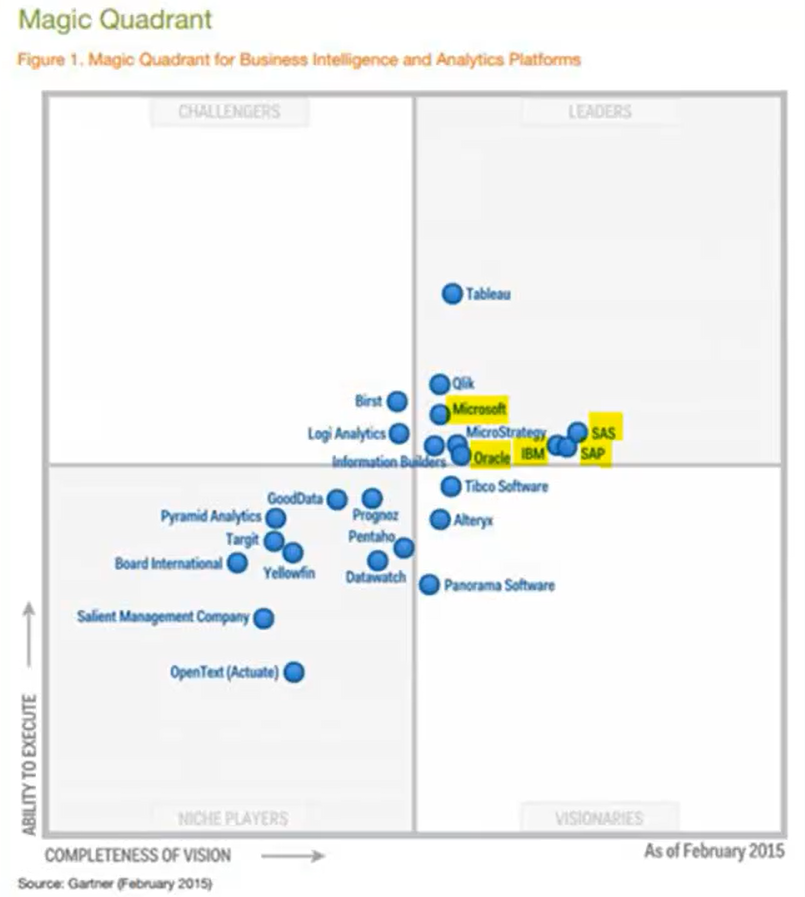 Magic Quadrant
Figure 1. Magic Quadrant for Business Intelligence and Analytics Platforms
CHALLENGERS
LEADERS
Tableau
Qlik
Birst
Microsoft
Logi Analytics
MicroStrategy
SAS
Information Builders
Oracle
IBM
SAP
Tibco Software
GoodData
Prognoz
Pyramid Analytics
Alteryx
Targit
Pentaho
Board International
Yellowfin
Datawatch
Panorama Software
Salient Management Company
OpenText (Actuate)
ABILITY TO EXECUTE
NICHE PLAYERS
VISIONARIES
COMPLETENESS OF VISION
As of February 2015
Source: Gartner (February 2015)